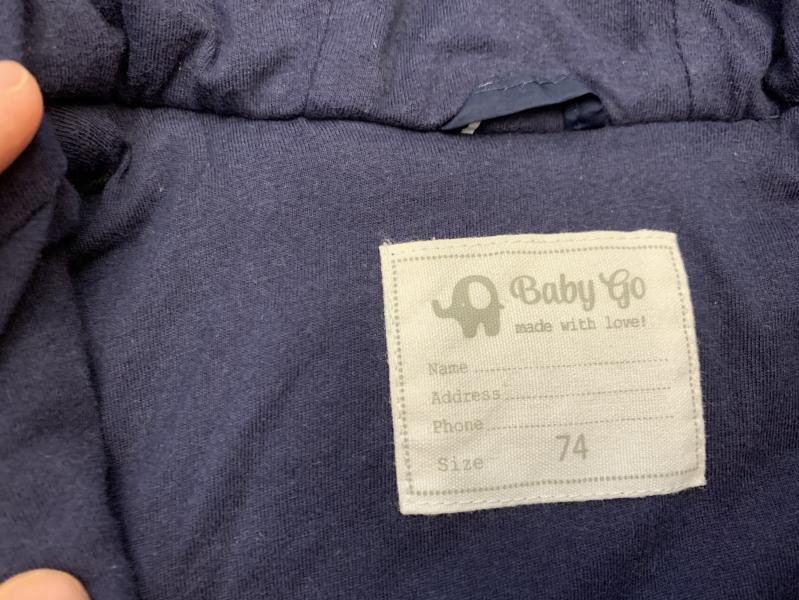 Baby Go
made with love!
Name
Address
Phone
Size 74